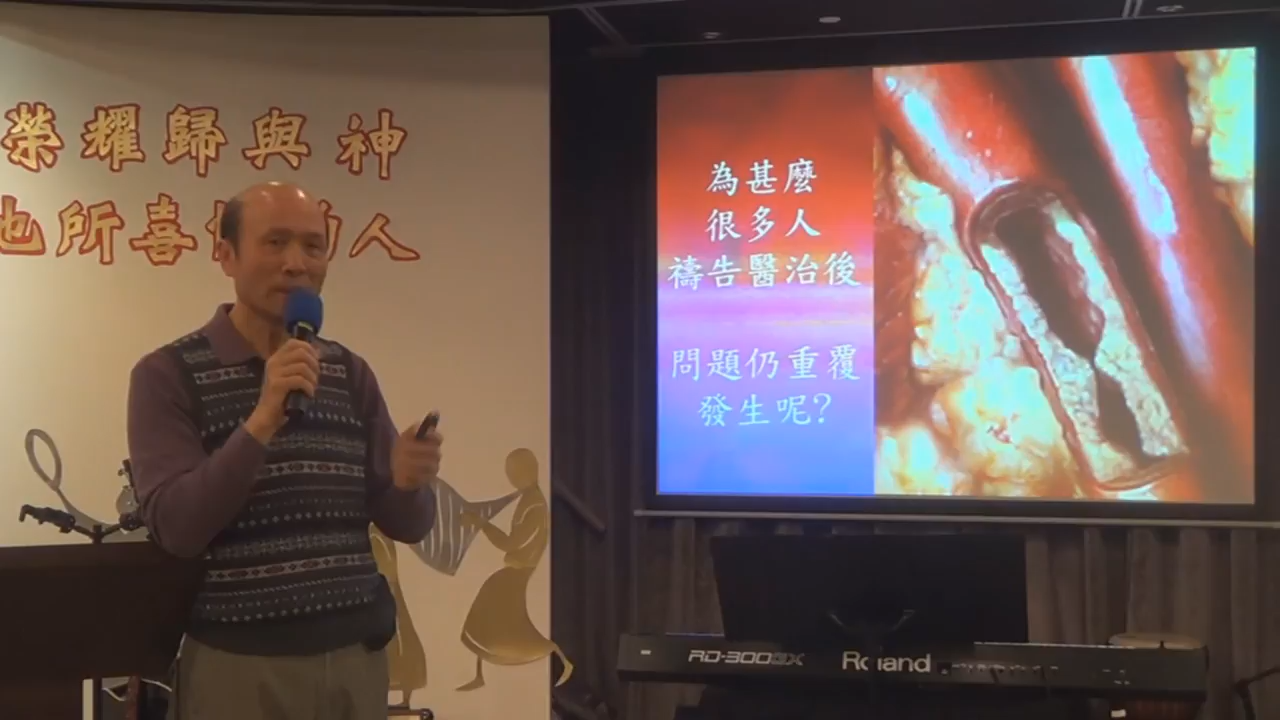 榮耀歸與神
所喜人
為甚麼
很多人
禱告醫治後
問題仍重覆
發生呢?
RD-300GX Roland